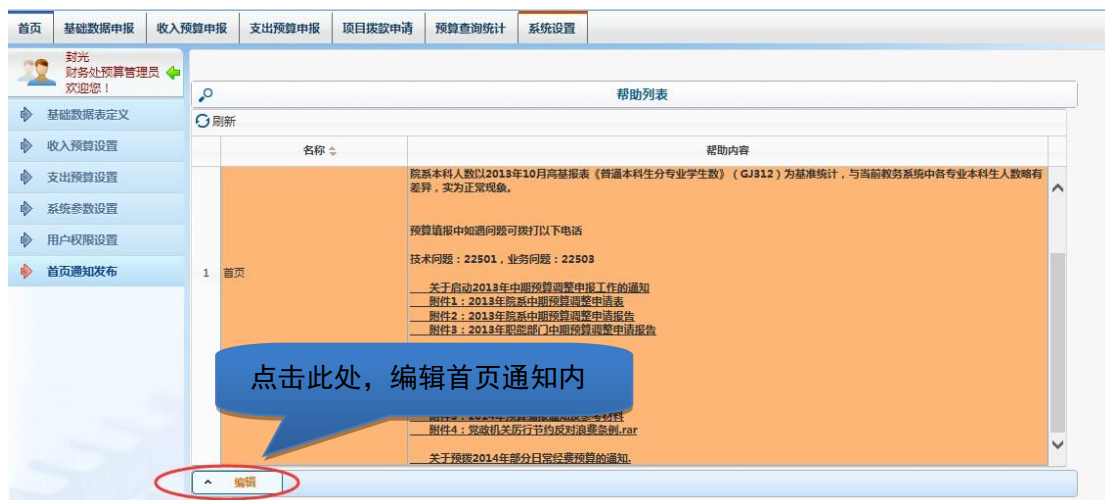 首页 基础数据申报 收入预算申报 支出预算申报 项目拨款申请 预算查询统计 系统设置
封光
财务处预算管理员
欢迎您！
基础数据表定义
收入预算设置
支出预算设置
系统参数设置
用户权限设置
首页通知发布
帮助列表
刷新
名称 帮助内容
1 首页
院系本科人数以2013年10月高基报表《普通本科生分专业学生数》（GJ312）为基准统计，与当前教务系统中各专业本科生人数略有
差异，实为正常现象。
预算填报中如遇问题可拨打以下电话
技术问题：22501，业务问题：22503
关于启动2013年中期预算调整申报工作的通知
附件1：2013年院系中期预算调整申请表
附件2：2013年院系中期预算调整申请报告
附件3：2013年职能部门中期预算调整申请报告
点击此处，编辑首页通知内
附件4：党政机关厉行节约反对浪费条例.rar
关于预拨2014年部分日常经费预算的通知.
编辑